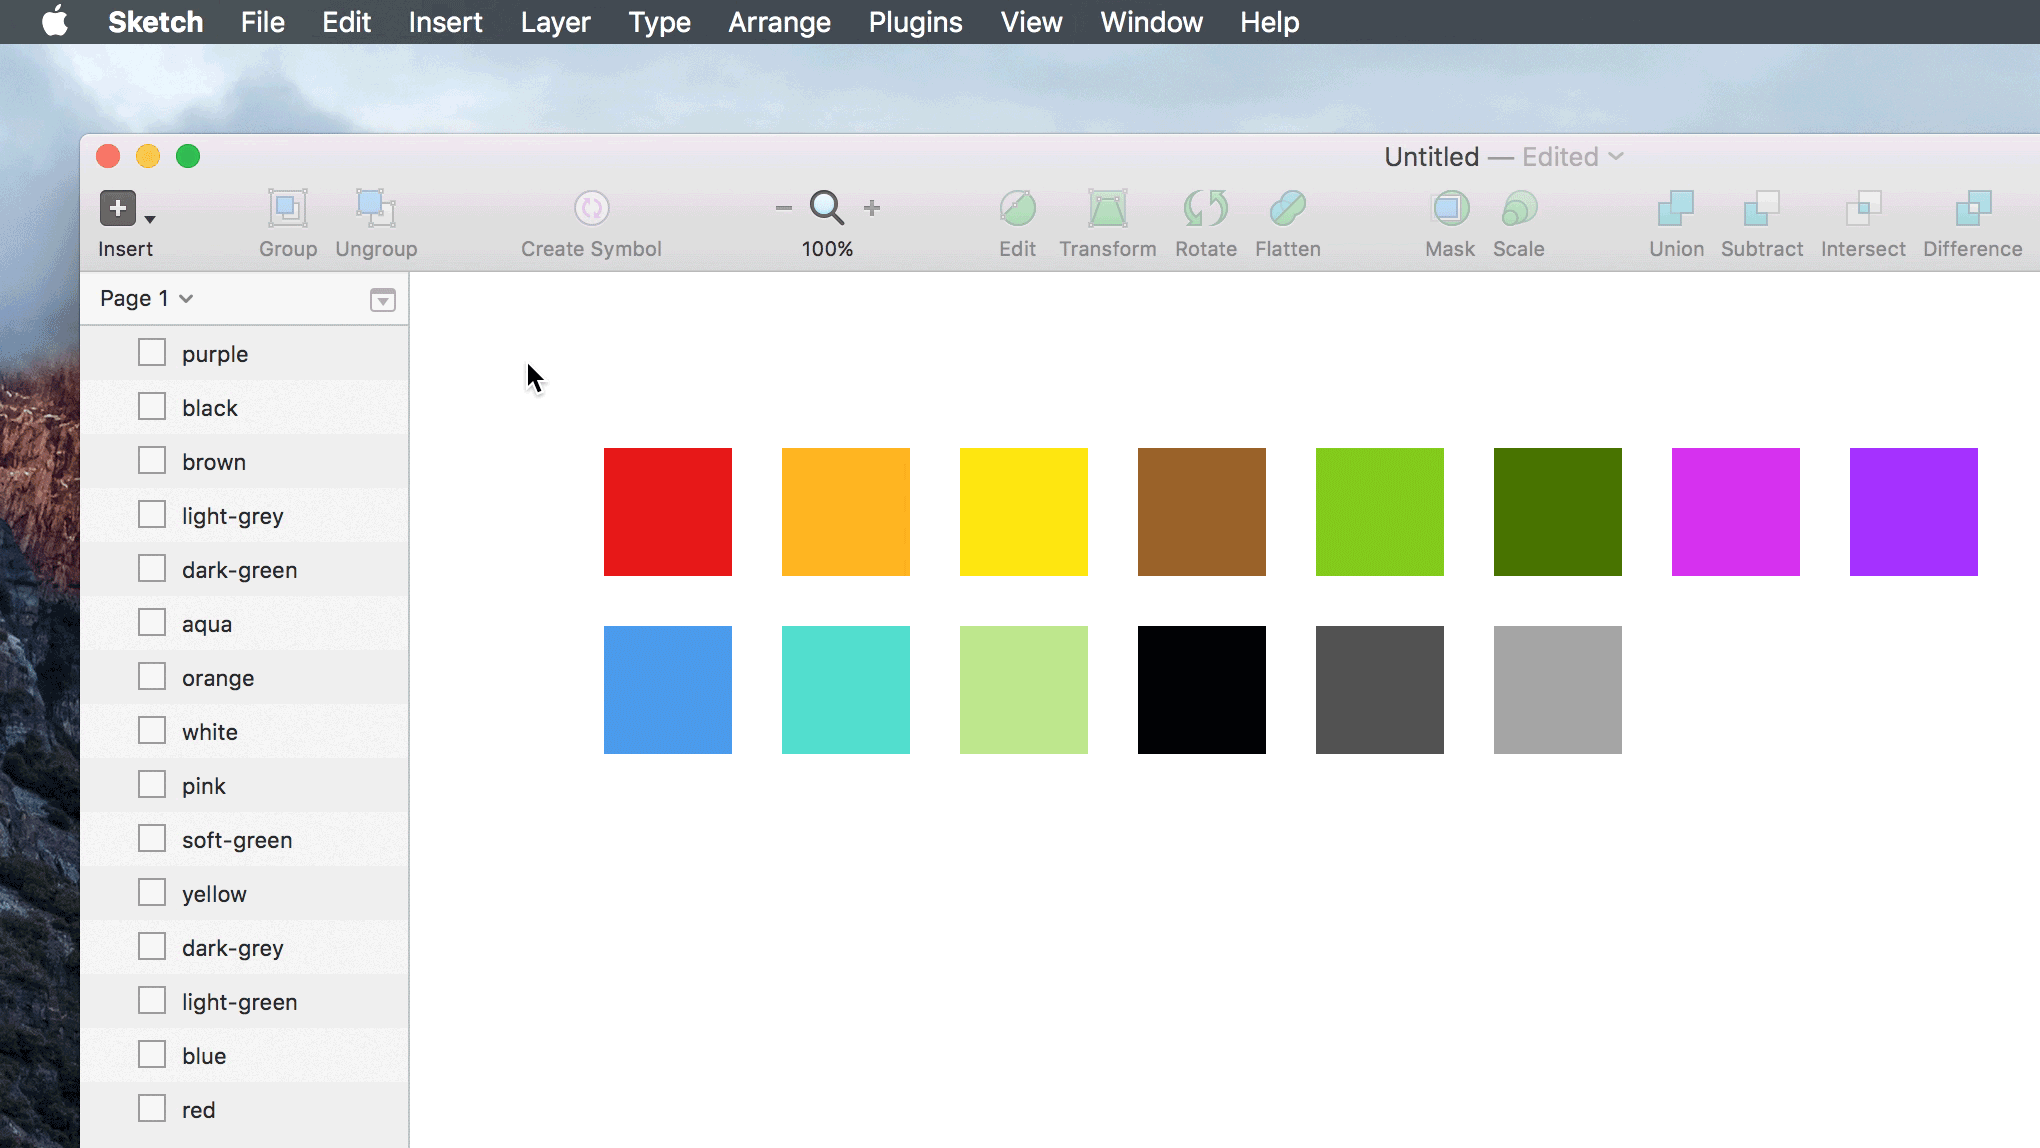 Sketch File Edit Insert Layer Type Arrange Plugins View Window Help
Untitled — Edited
Insert Group Ungroup Create Symbol 100% Edit Transform Rotate Flatten Mask Scale Union Subtract Intersect Difference
Page 1
purple
black
brown
light-grey
dark-green
aqua
orange
white
pink
soft-green
yellow
dark-grey
light-green
blue
red